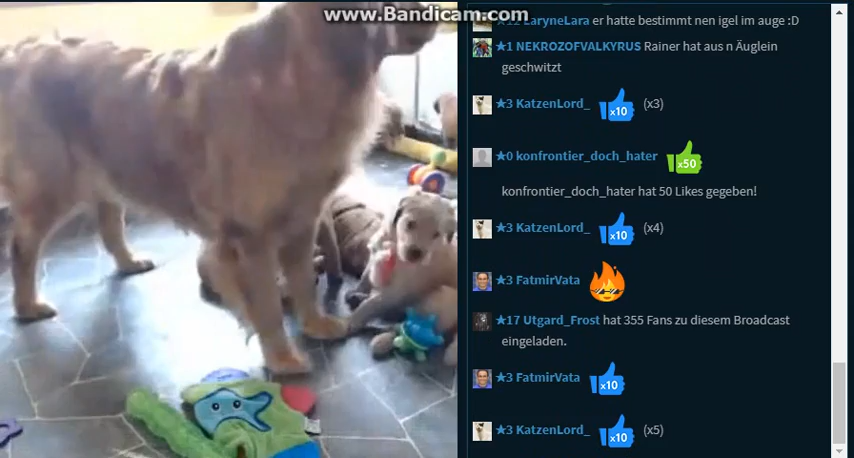 www.Bandicam.com
★12 LaryneLara er hatte bestimmt nen igel im auge :D
★1 NEKROZOFVALKYRUS Rainer hat aus n Äuglein
geschwitzt
★3 KatzenLord_ x10 (x3)
★0 konfrontier_doch_hater x50
konfrontier_doch_hater hat 50 Likes gegeben!
★3 KatzenLord_ x10 (x4)
★3 FatmirVata
★17 Utgard_Frost hat 355 Fans zu diesem Broadcast
eingeladen.
★3 FatmirVata x10
★3 KatzenLord_ x10 (x5)